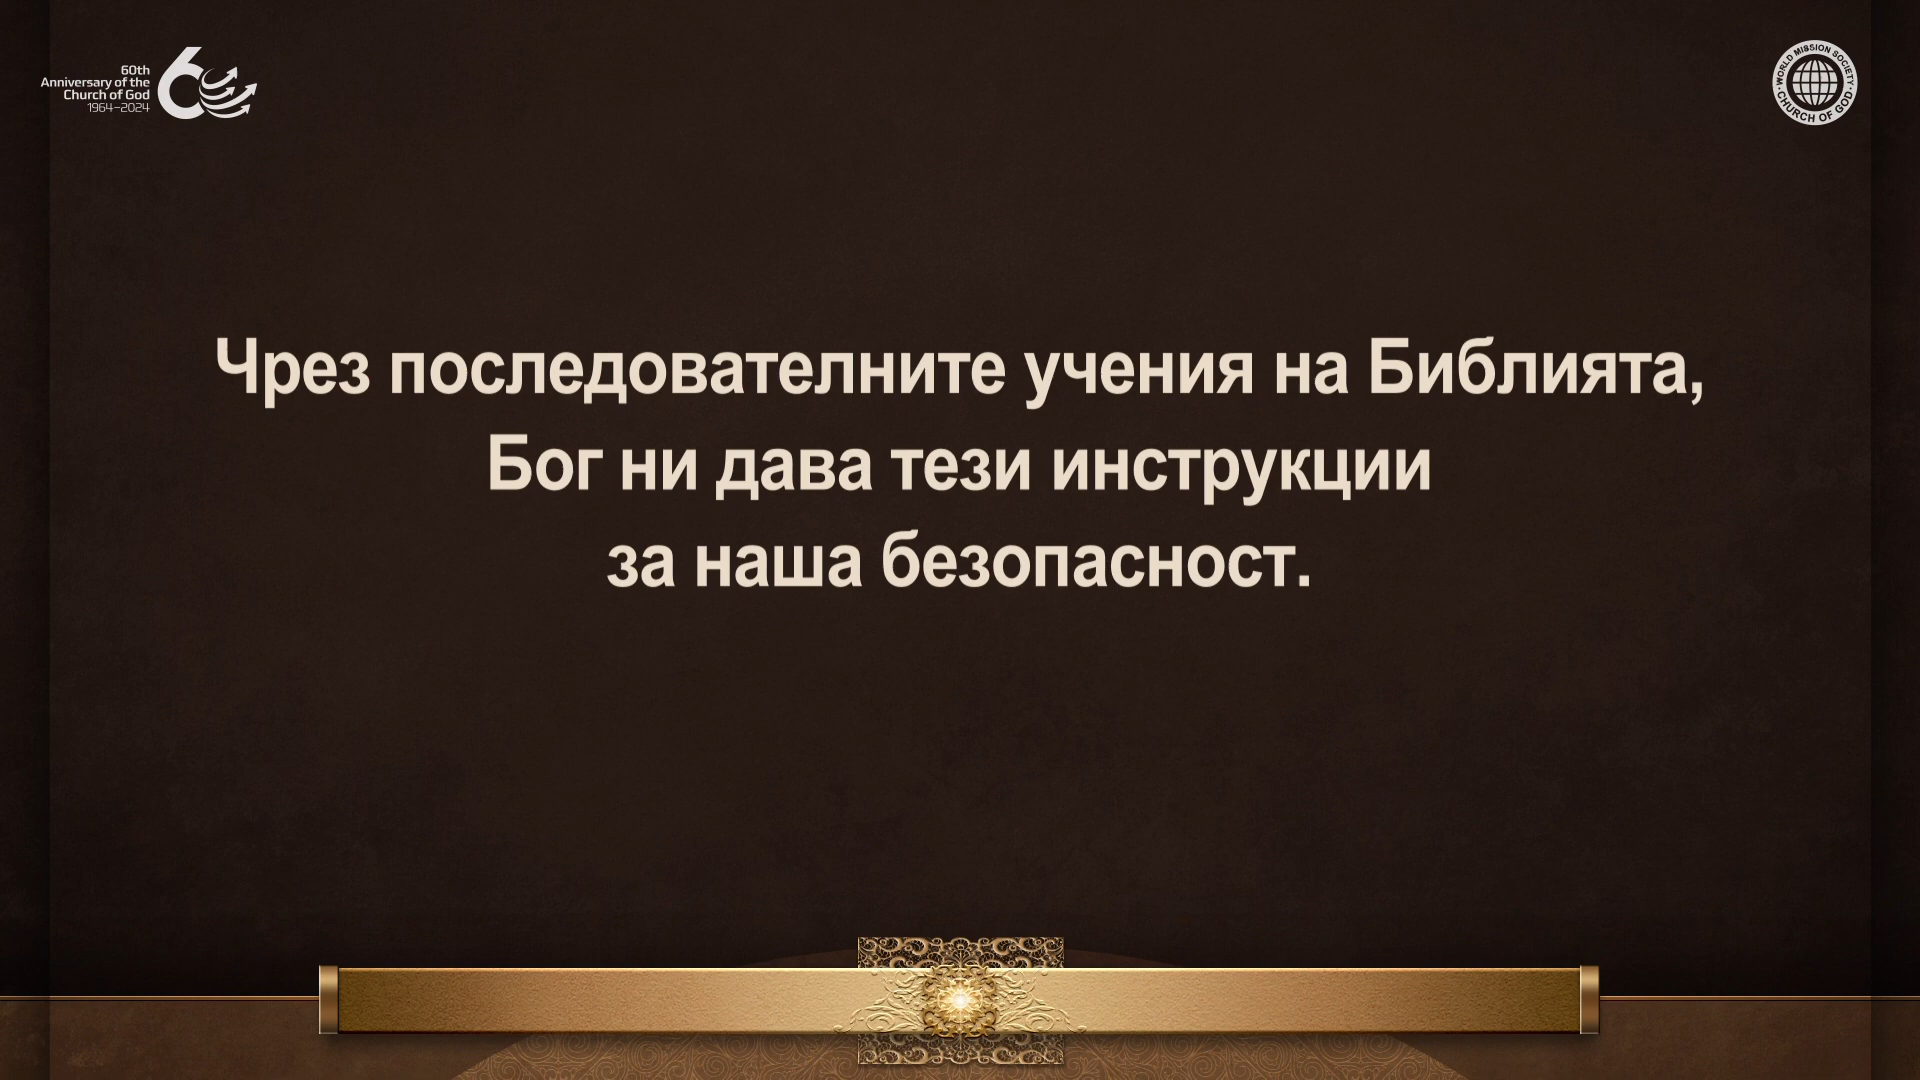 60th
Anniversary of the
Church of God
1964–2024
WORLD MISSION SOCIETY
CHURCH OF GOD
Чрез последователните учения на Библията,
Бог ни дава тези инструкции
за наша безопасност.